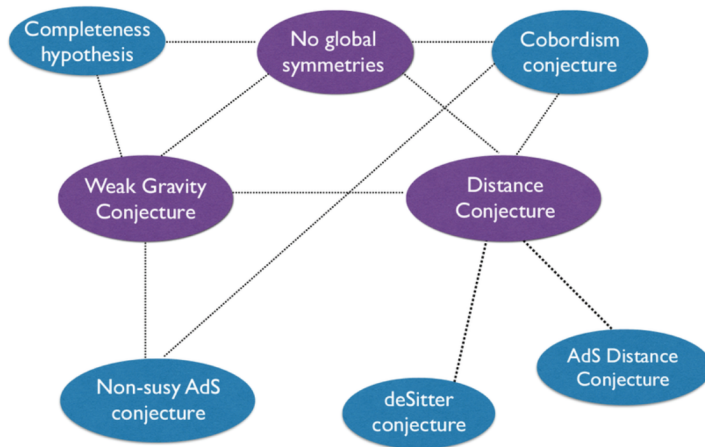 Completeness
hypothesis
No global
symmetries
Cobordism
conjecture
Weak Gravity
Conjecture
Distance
Conjecture
Non-susy AdS
conjecture
deSitter
conjecture
AdS Distance
Conjecture